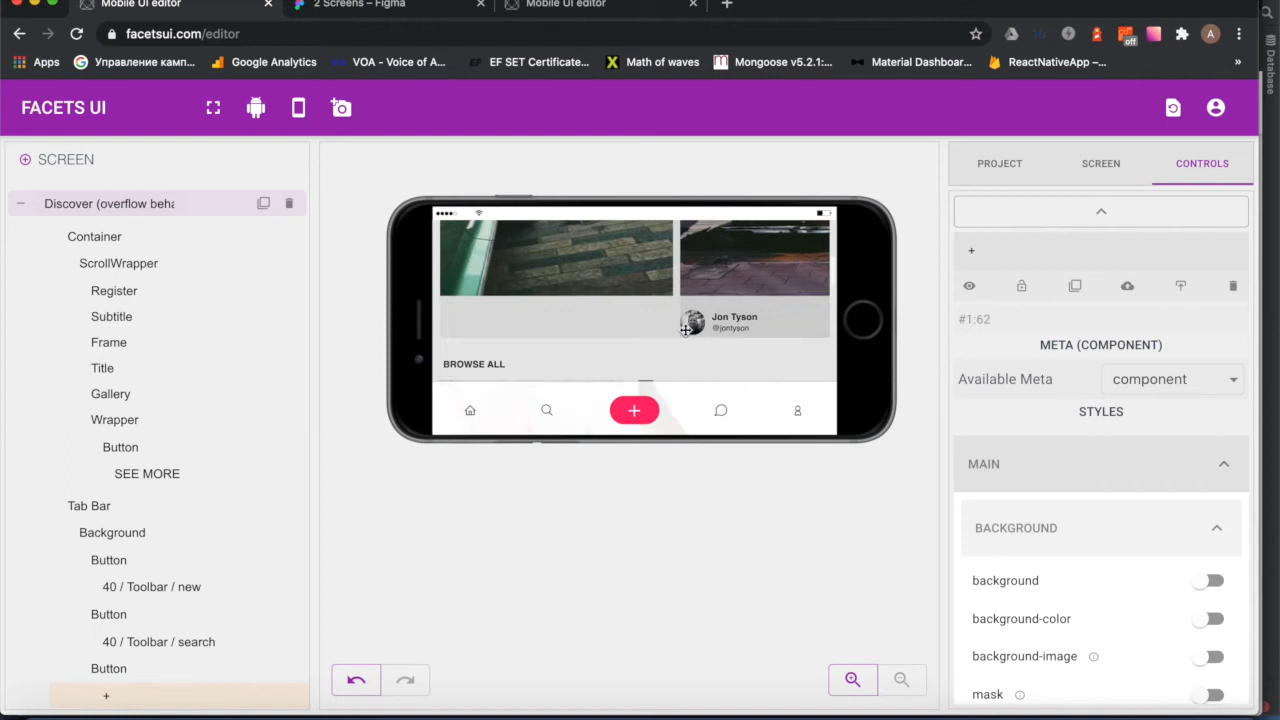 Mobile UI editor
2 Screens – Figma
Mobile UI editor
facetsui.com/editor
A
Apps
Управление камп...
Google Analytics
VOA - Voice of A...
EF SET Certificate...
Math of waves
Mongoose v5.2.1:...
Material Dashboar...
ReactNativeApp –...
»
off
Database
FACETS UI
SCREEN
Discover (overflow beha
Container
ScrollWrapper
Register
Subtitle
Frame
Title
Gallery
Wrapper
Button
SEE MORE
Tab Bar
Background
Button
40 / Toolbar / new
Button
40 / Toolbar / search
Button
+
Jon Tyson
@jontyson
BROWSE ALL
+
PROJECT
SCREEN
CONTROLS
+
#1:62
META (COMPONENT)
Available Meta
component
STYLES
MAIN
BACKGROUND
background
background-color
background-image
mask